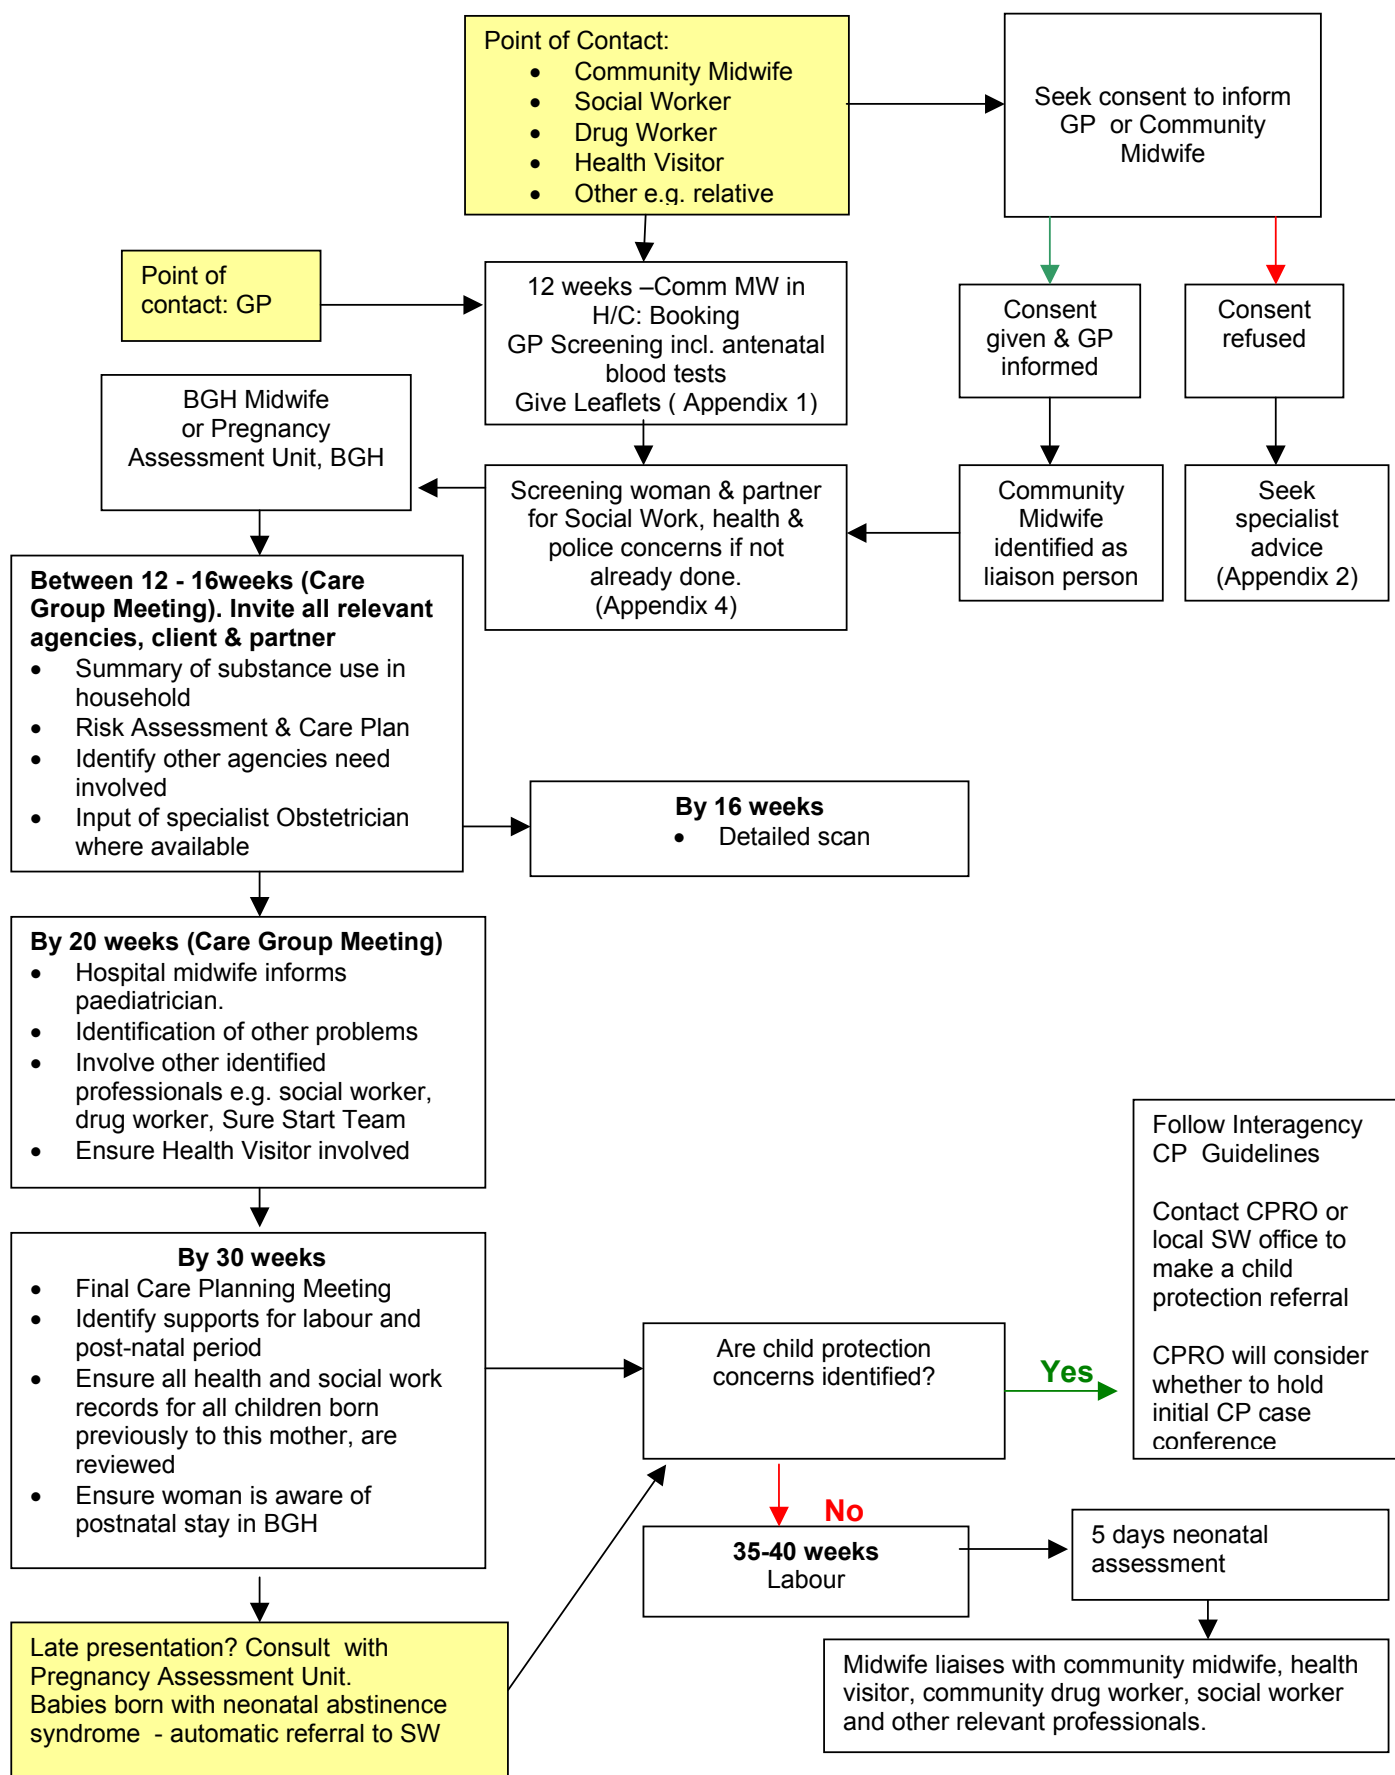 Point of Contact:
• Community Midwife
• Social Worker
• Drug Worker
• Health Visitor
• Other e.g. relative
Seek consent to inform
GP or Community
Midwife
Point of
contact: GP
12 weeks –Comm MW in
H/C: Booking
GP Screening incl. antenatal
blood tests
Give Leaflets ( Appendix 1)
Consent
given & GP
informed
Consent
refused
BGH Midwife
or Pregnancy
Assessment Unit, BGH
Screening woman & partner
for Social Work, health &
police concerns if not
already done.
(Appendix 4)
Community
Midwife
identified as
liaison person
Seek
specialist
advice
(Appendix 2)
Between 12 - 16weeks (Care
Group Meeting). Invite all relevant
agencies, client & partner
• Summary of substance use in
household
• Risk Assessment & Care Plan
• Identify other agencies need
involved
• Input of specialist Obstetrician
where available
By 16 weeks
• Detailed scan
By 20 weeks (Care Group Meeting)
• Hospital midwife informs
paediatrician.
• Identification of other problems
• Involve other identified
professionals e.g. social worker,
drug worker, Sure Start Team
• Ensure Health Visitor involved
By 30 weeks
• Final Care Planning Meeting
• Identify supports for labour and
post-natal period
• Ensure all health and social work
records for all children born
previously to this mother, are
reviewed
• Ensure woman is aware of
postnatal stay in BGH
Are child protection
concerns identified?
Yes
Follow Interagency
CP Guidelines
Contact CPRO or
local SW office to
make a child
protection referral
CPRO will consider
whether to hold
initial CP case
conference
No
35-40 weeks
Labour
5 days neonatal
assessment
Late presentation? Consult with
Pregnancy Assessment Unit.
Babies born with neonatal abstinence
syndrome - automatic referral to SW
Midwife liaises with community midwife, health
visitor, community drug worker, social worker
and other relevant professionals.